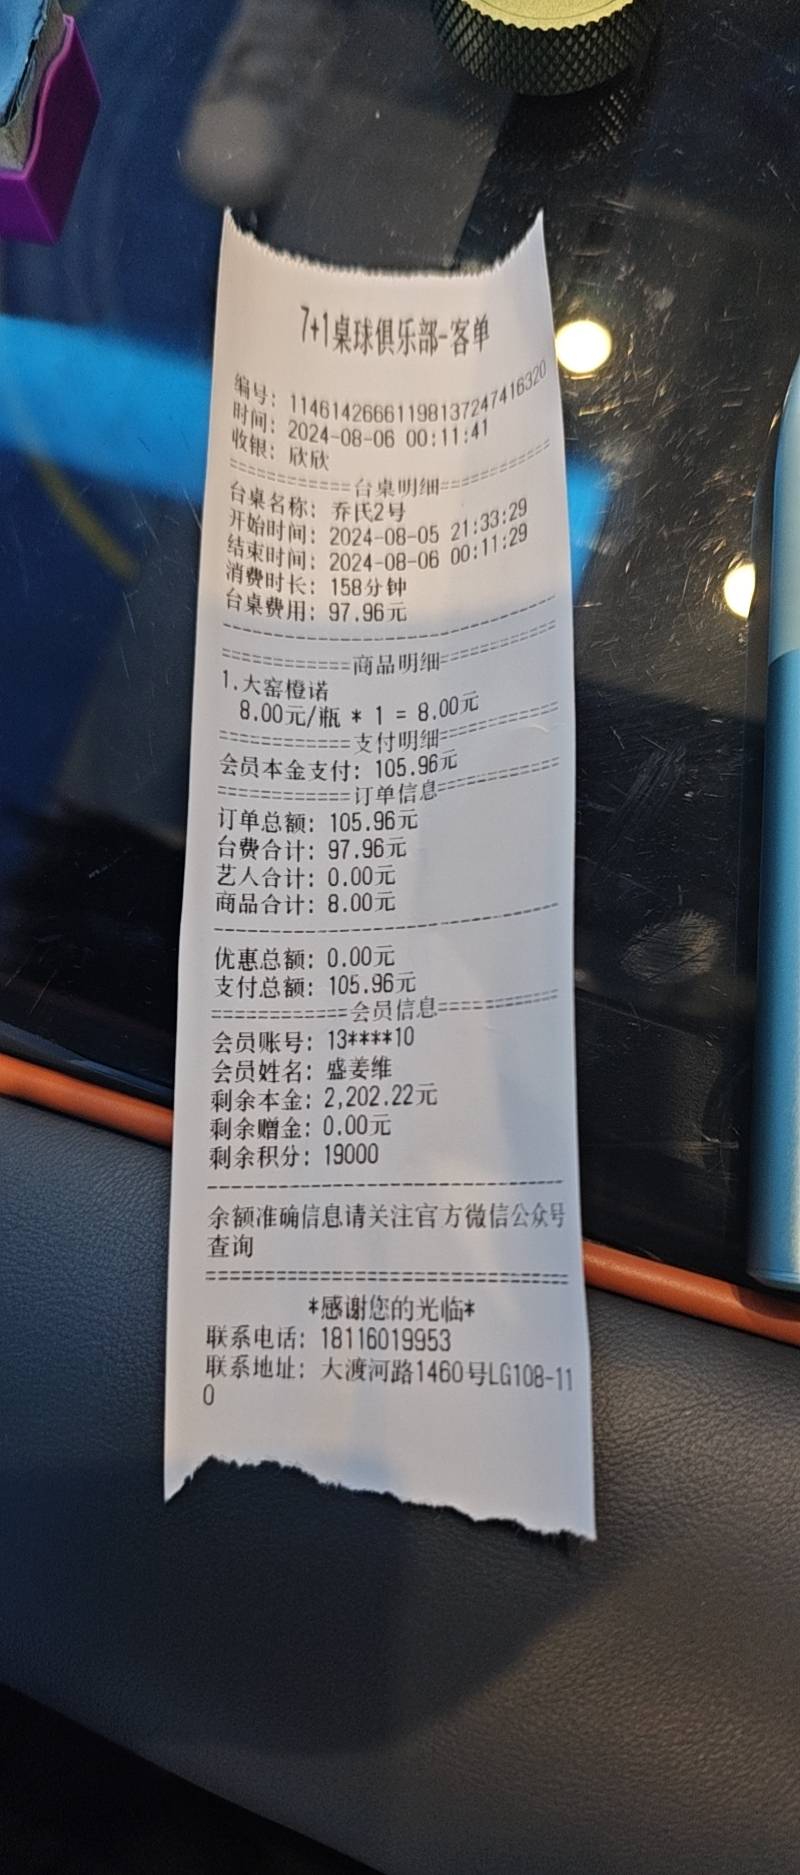 7+1桌球俱乐部-客单
编号: 1146142666119813724741632​0
时间: 2024-08-06 00:11:41
收银: 欣欣
============台桌明细===========
台桌名称: 乔氏2号
开始时间: 2024-08-05 21:33:29
结束时间: 2024-08-06 00:11:29
消费时长: 158分钟
台桌费用: 97.96元
--------------------------------
============商品明细===========
1.大窑橙诺
8.00元/瓶 * 1 = 8.00元
============支付明细===========
会员本金支付: 105.96元
============订单信息===========
订单总额: 105.96元
台费合计: 97.96元
艺人合计: 0.00元
商品合计: 8.00元
--------------------------------
优惠总额: 0.00元
支付总额: 105.96元
============会员信息===========
会员账号: 13****10
会员姓名: 盛姜维
剩余本金: 2,202.22元
剩余赠金: 0.00元
剩余积分: 19000
--------------------------------
余额准确信息请关注官方微信公众号
查询
================================
*感谢您的光临*
联系电话: 18116019953
联系地址: 大渡河路1460号LG108-11
0